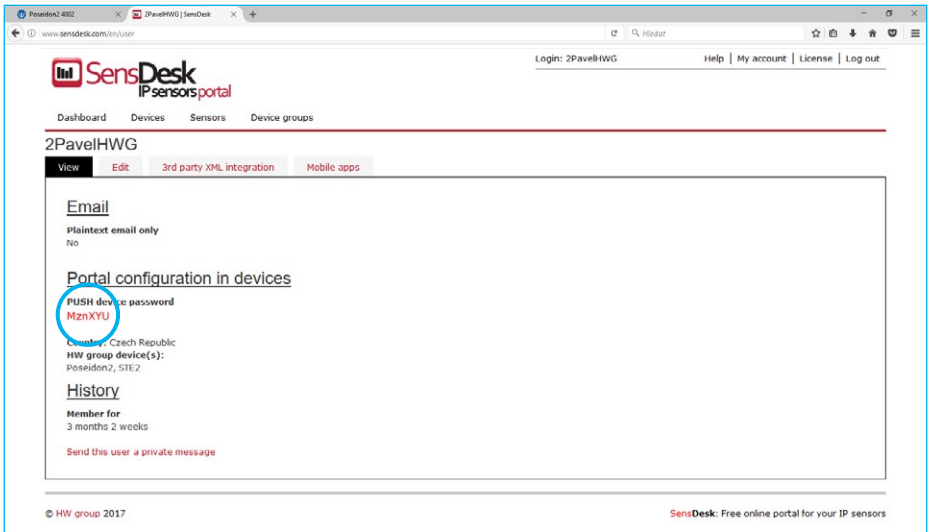 Poseidon2 4002
2PavelHWG | SensDesk
www.sensdesk.com/en/user
Hledat
SensDesk
IPsensorsportal
Login: 2PavelHWG
Help | My account | License | Log out
Dashboard Devices Sensors Device groups
2PavelHWG
View Edit 3rd party XML integration Mobile apps
Email
Plaintext email only
No
Portal configuration in devices
PUSH device password
MznXYU
Country: Czech Republic
HW group device(s):
Poseidon2, STE2
History
Member for
3 months 2 weeks
Send this user a private message
© HW group 2017
SensDesk: Free online portal for your IP sensors